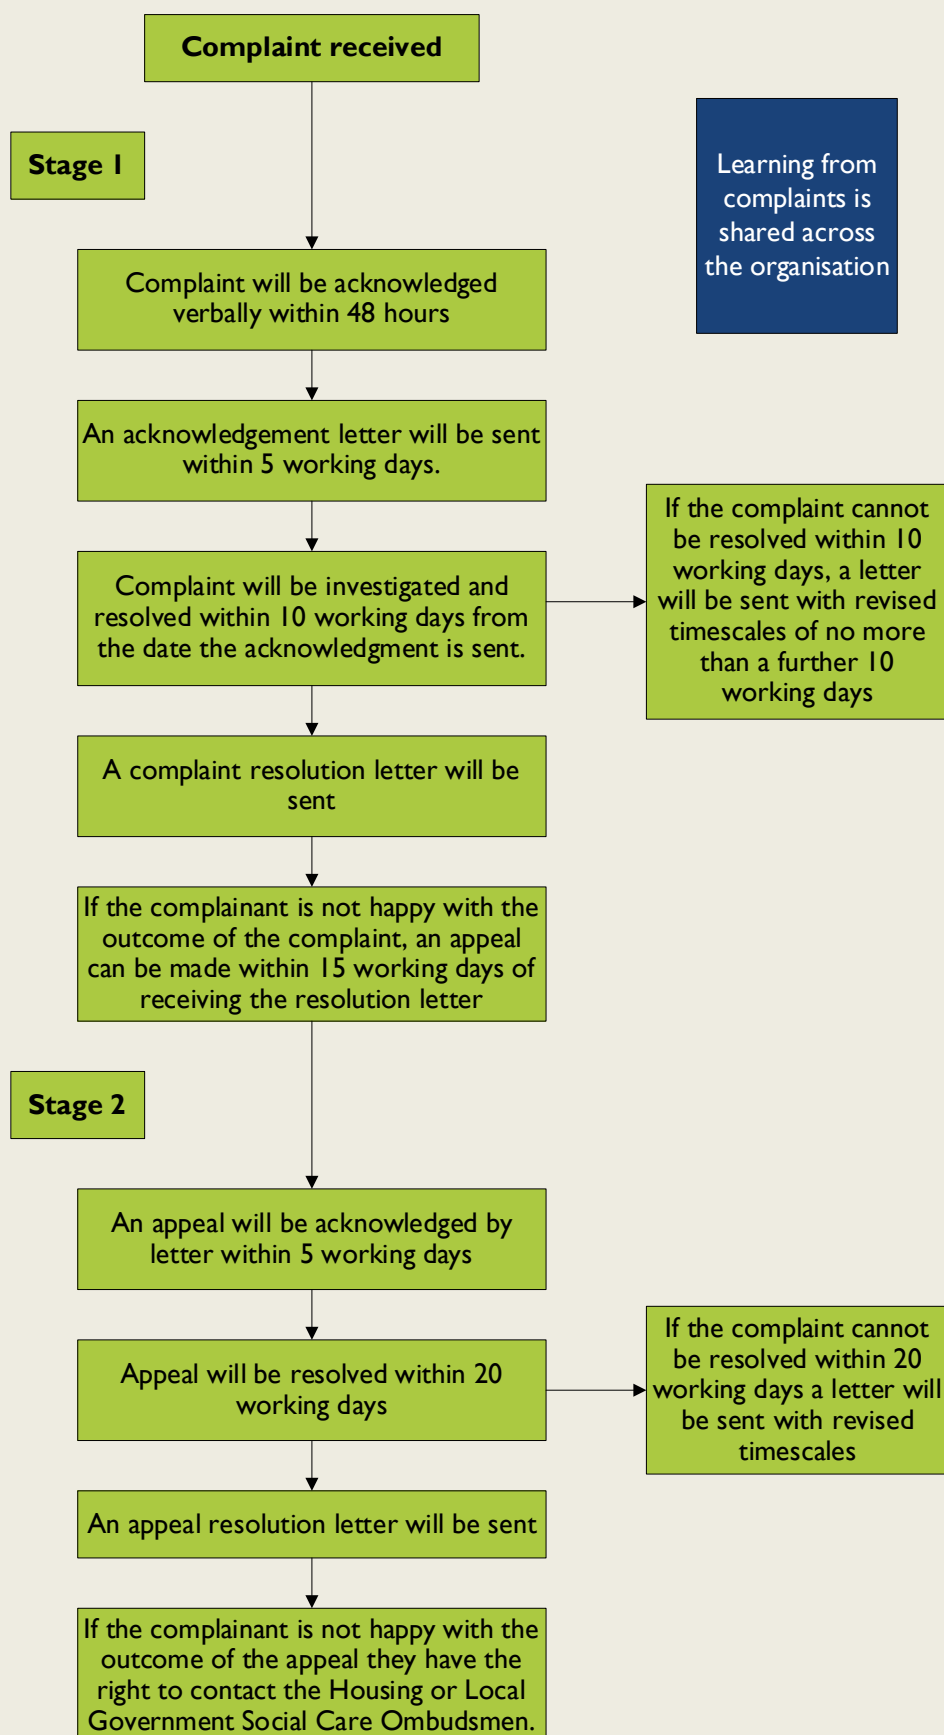 Complaint received
Stage 1
Learning from
complaints is
shared across
the organisation
Complaint will be acknowledged
verbally within 48 hours
An acknowledgement letter will be sent
within 5 working days.
Complaint will be investigated and
resolved within 10 working days from
the date the acknowledgment is sent.
If the complaint cannot
be resolved within 10
working days, a letter
will be sent with revised
timescales of no more
than a further 10
working days
A complaint resolution letter will be
sent
If the complainant is not happy with the
outcome of the complaint, an appeal
can be made within 15 working days of
receiving the resolution letter
Stage 2
An appeal will be acknowledged by
letter within 5 working days
Appeal will be resolved within 20
working days
If the complaint cannot
be resolved within 20
working days a letter will
be sent with revised
timescales
An appeal resolution letter will be sent
If the complainant is not happy with the
outcome of the appeal they have the
right to contact the Housing or Local
Government Social Care Ombudsmen.